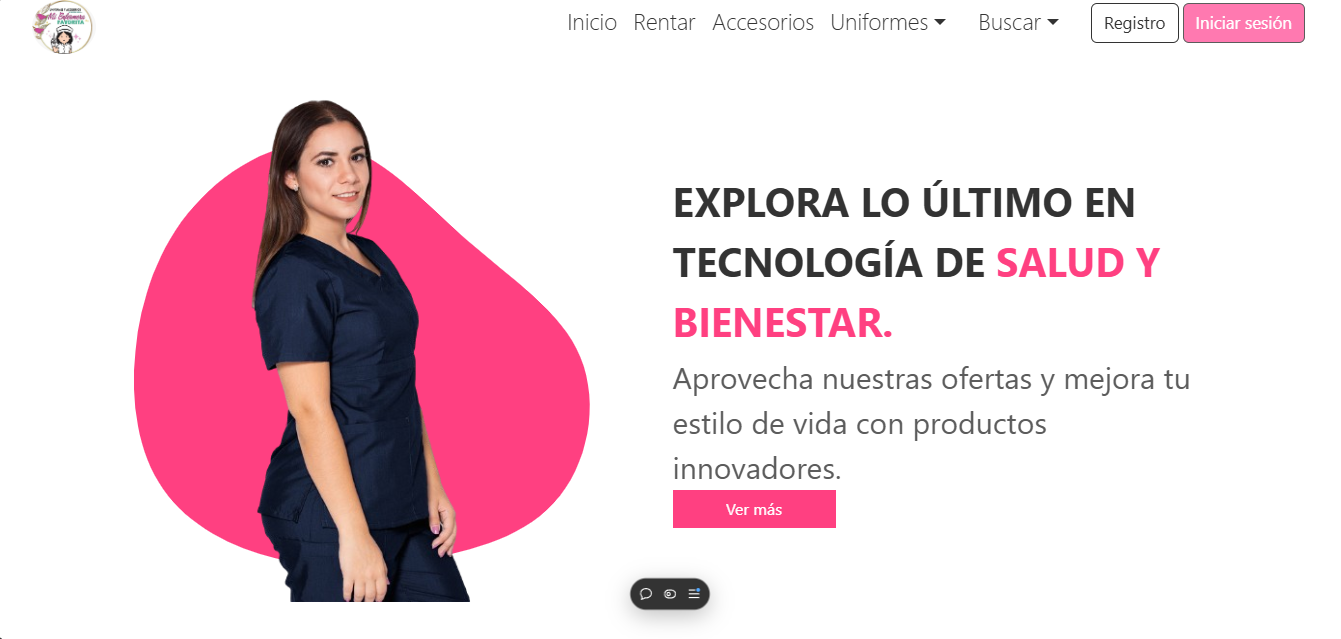 Mi Enfermera
FAVORITA
Inicio Rentar Accesorios Uniformes Buscar Registro Iniciar sesión
EXPLORA LO ÚLTIMO EN
TECNOLOGÍA DE SALUD Y
BIENESTAR.
Aprovecha nuestras ofertas y mejora tu
estilo de vida con productos
innovadores.
Ver más